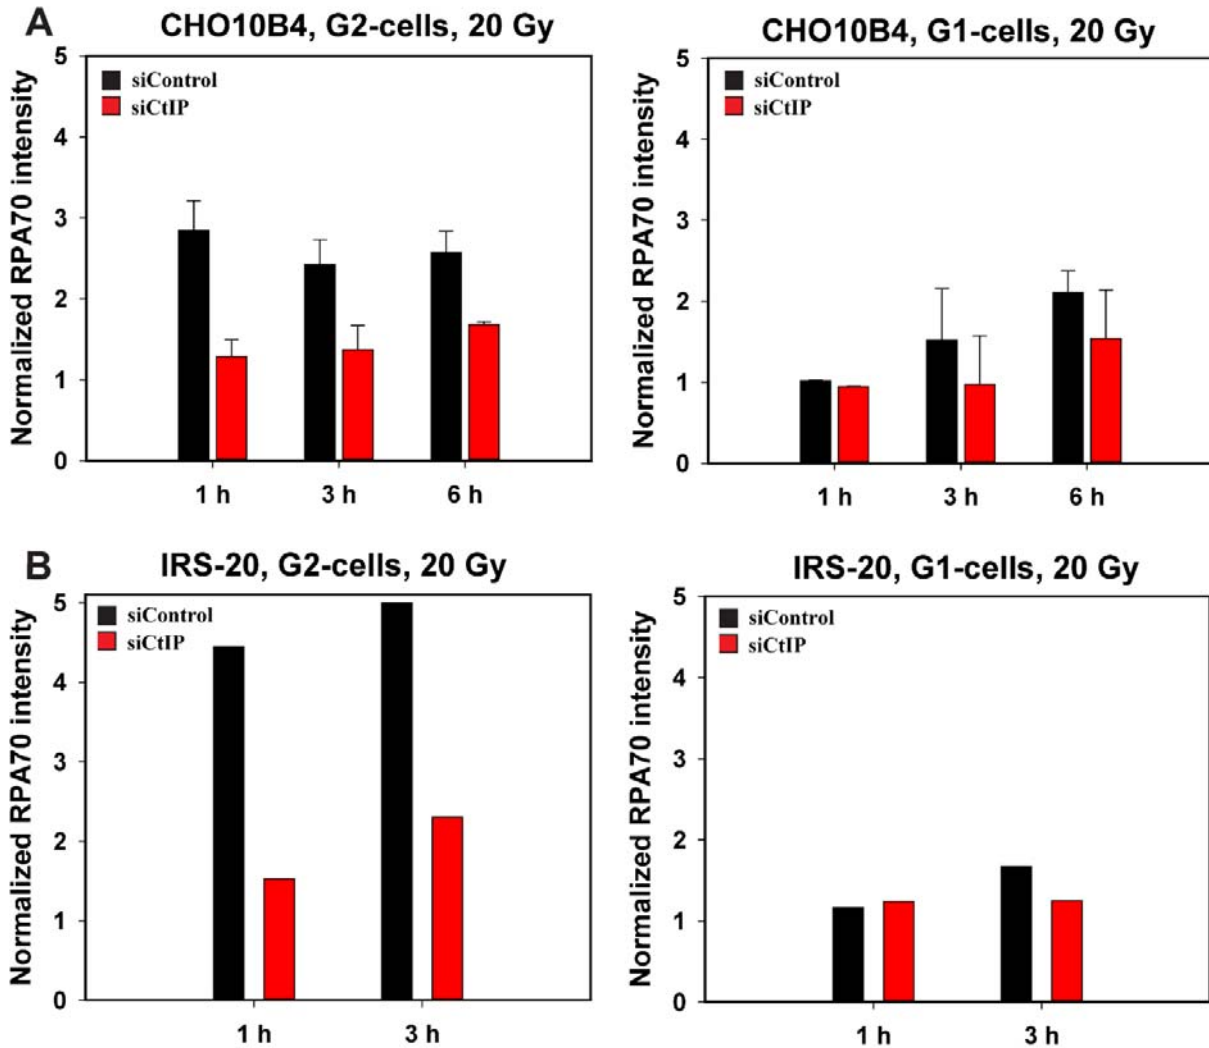 A
CHO10B4, G2-cells, 20 Gy
Normalized RPA70 intensity
5
4
3
2
1
0
siControl
siCtIP
1 h
3 h
6 h
CHO10B4, G1-cells, 20 Gy
Normalized RPA70 intensity
5
4
3
2
1
0
siControl
siCtIP
1 h
3 h
6 h
B
IRS-20, G2-cells, 20 Gy
Normalized RPA70 intensity
5
4
3
2
1
0
siControl
siCtIP
1 h
3 h
IRS-20, G1-cells, 20 Gy
Normalized RPA70 intensity
5
4
3
2
1
0
siControl
siCtIP
1 h
3 h